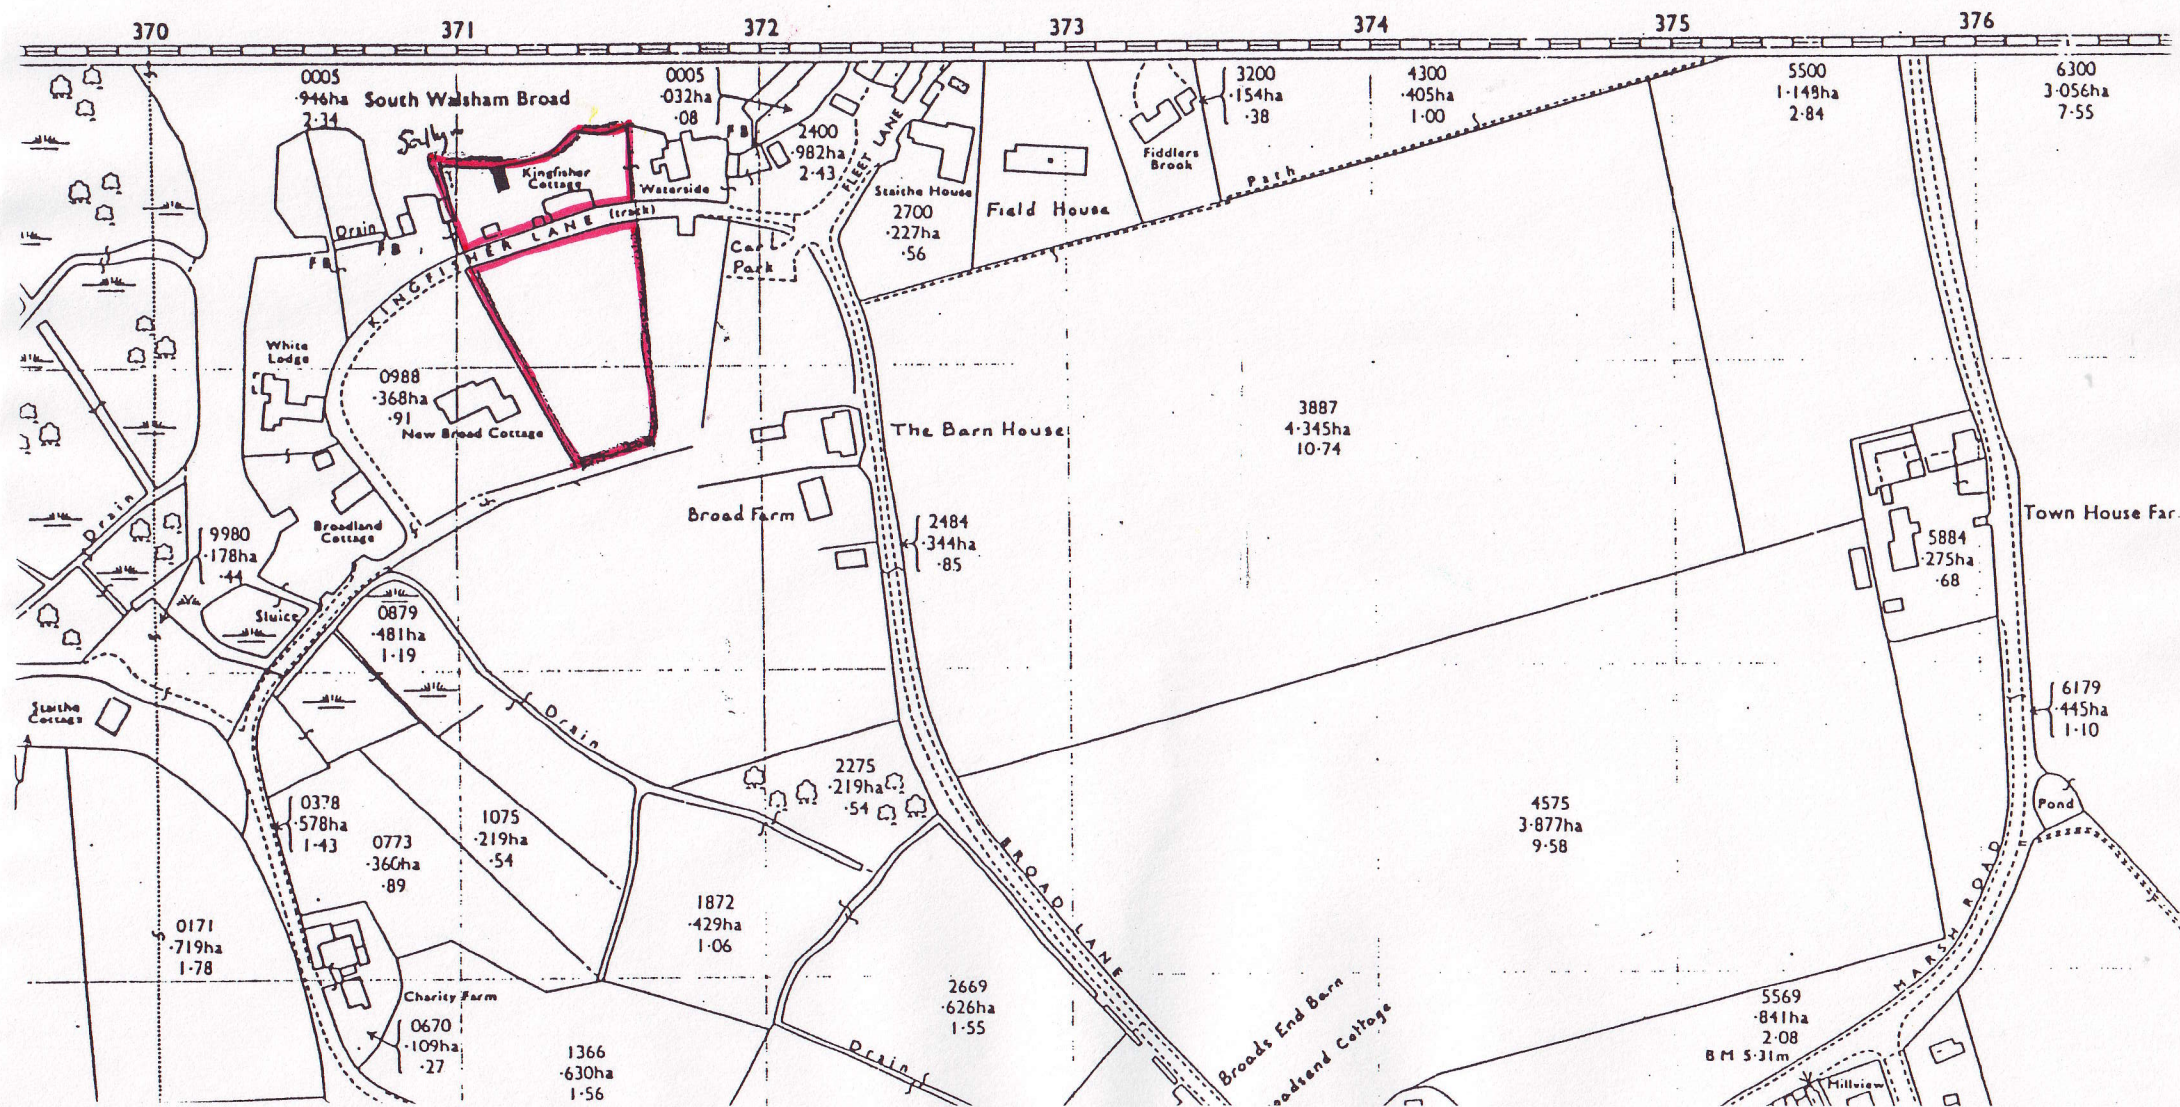 370 371 372 373 374 375 376
0005
·946ha
2·34
South Walsham Broad
0005
·032ha
·08
2400
·982ha
2·43
3200
·154ha
·38
4300
·405ha
1·00
5500
1·148ha
2·84
6300
3·056ha
7·55
F B
FLEET LANE
Fiddlers
Brook
Path
Kingfisher
Cottage
Waterside
Staithe House
2700
·227ha
·56
Field House
Drain
F B
F B
KINGFISHER LANE (track)
Car
Park
White
Lodge
0988
·368ha
·91
New Broad Cottage
The Barn House
3887
4·345ha
10·74
Drain
Broadland
Cottage
Broad Farm
2484
·344ha
·85
Town House Far
5884
·275ha
·68
9980
·178ha
·44
Sluice
0879
·481ha
1·19
Staithe
Cottage
Drain
6179
·445ha
1·10
2275
·219ha
·54
0378
·578ha
1·43
0773
·360ha
·89
1075
·219ha
·54
4575
3·877ha
9·58
Pond
BROAD LANE
MARSH ROAD
0171
·719ha
1·78
1872
·429ha
1·06
Charity Farm
0670
·109ha
·27
2669
·626ha
1·55
Drain
1366
·630ha
1·56
Broads End Barn
oadsend Cottage
5569
·841ha
2·08
B M 5·31m
Millview